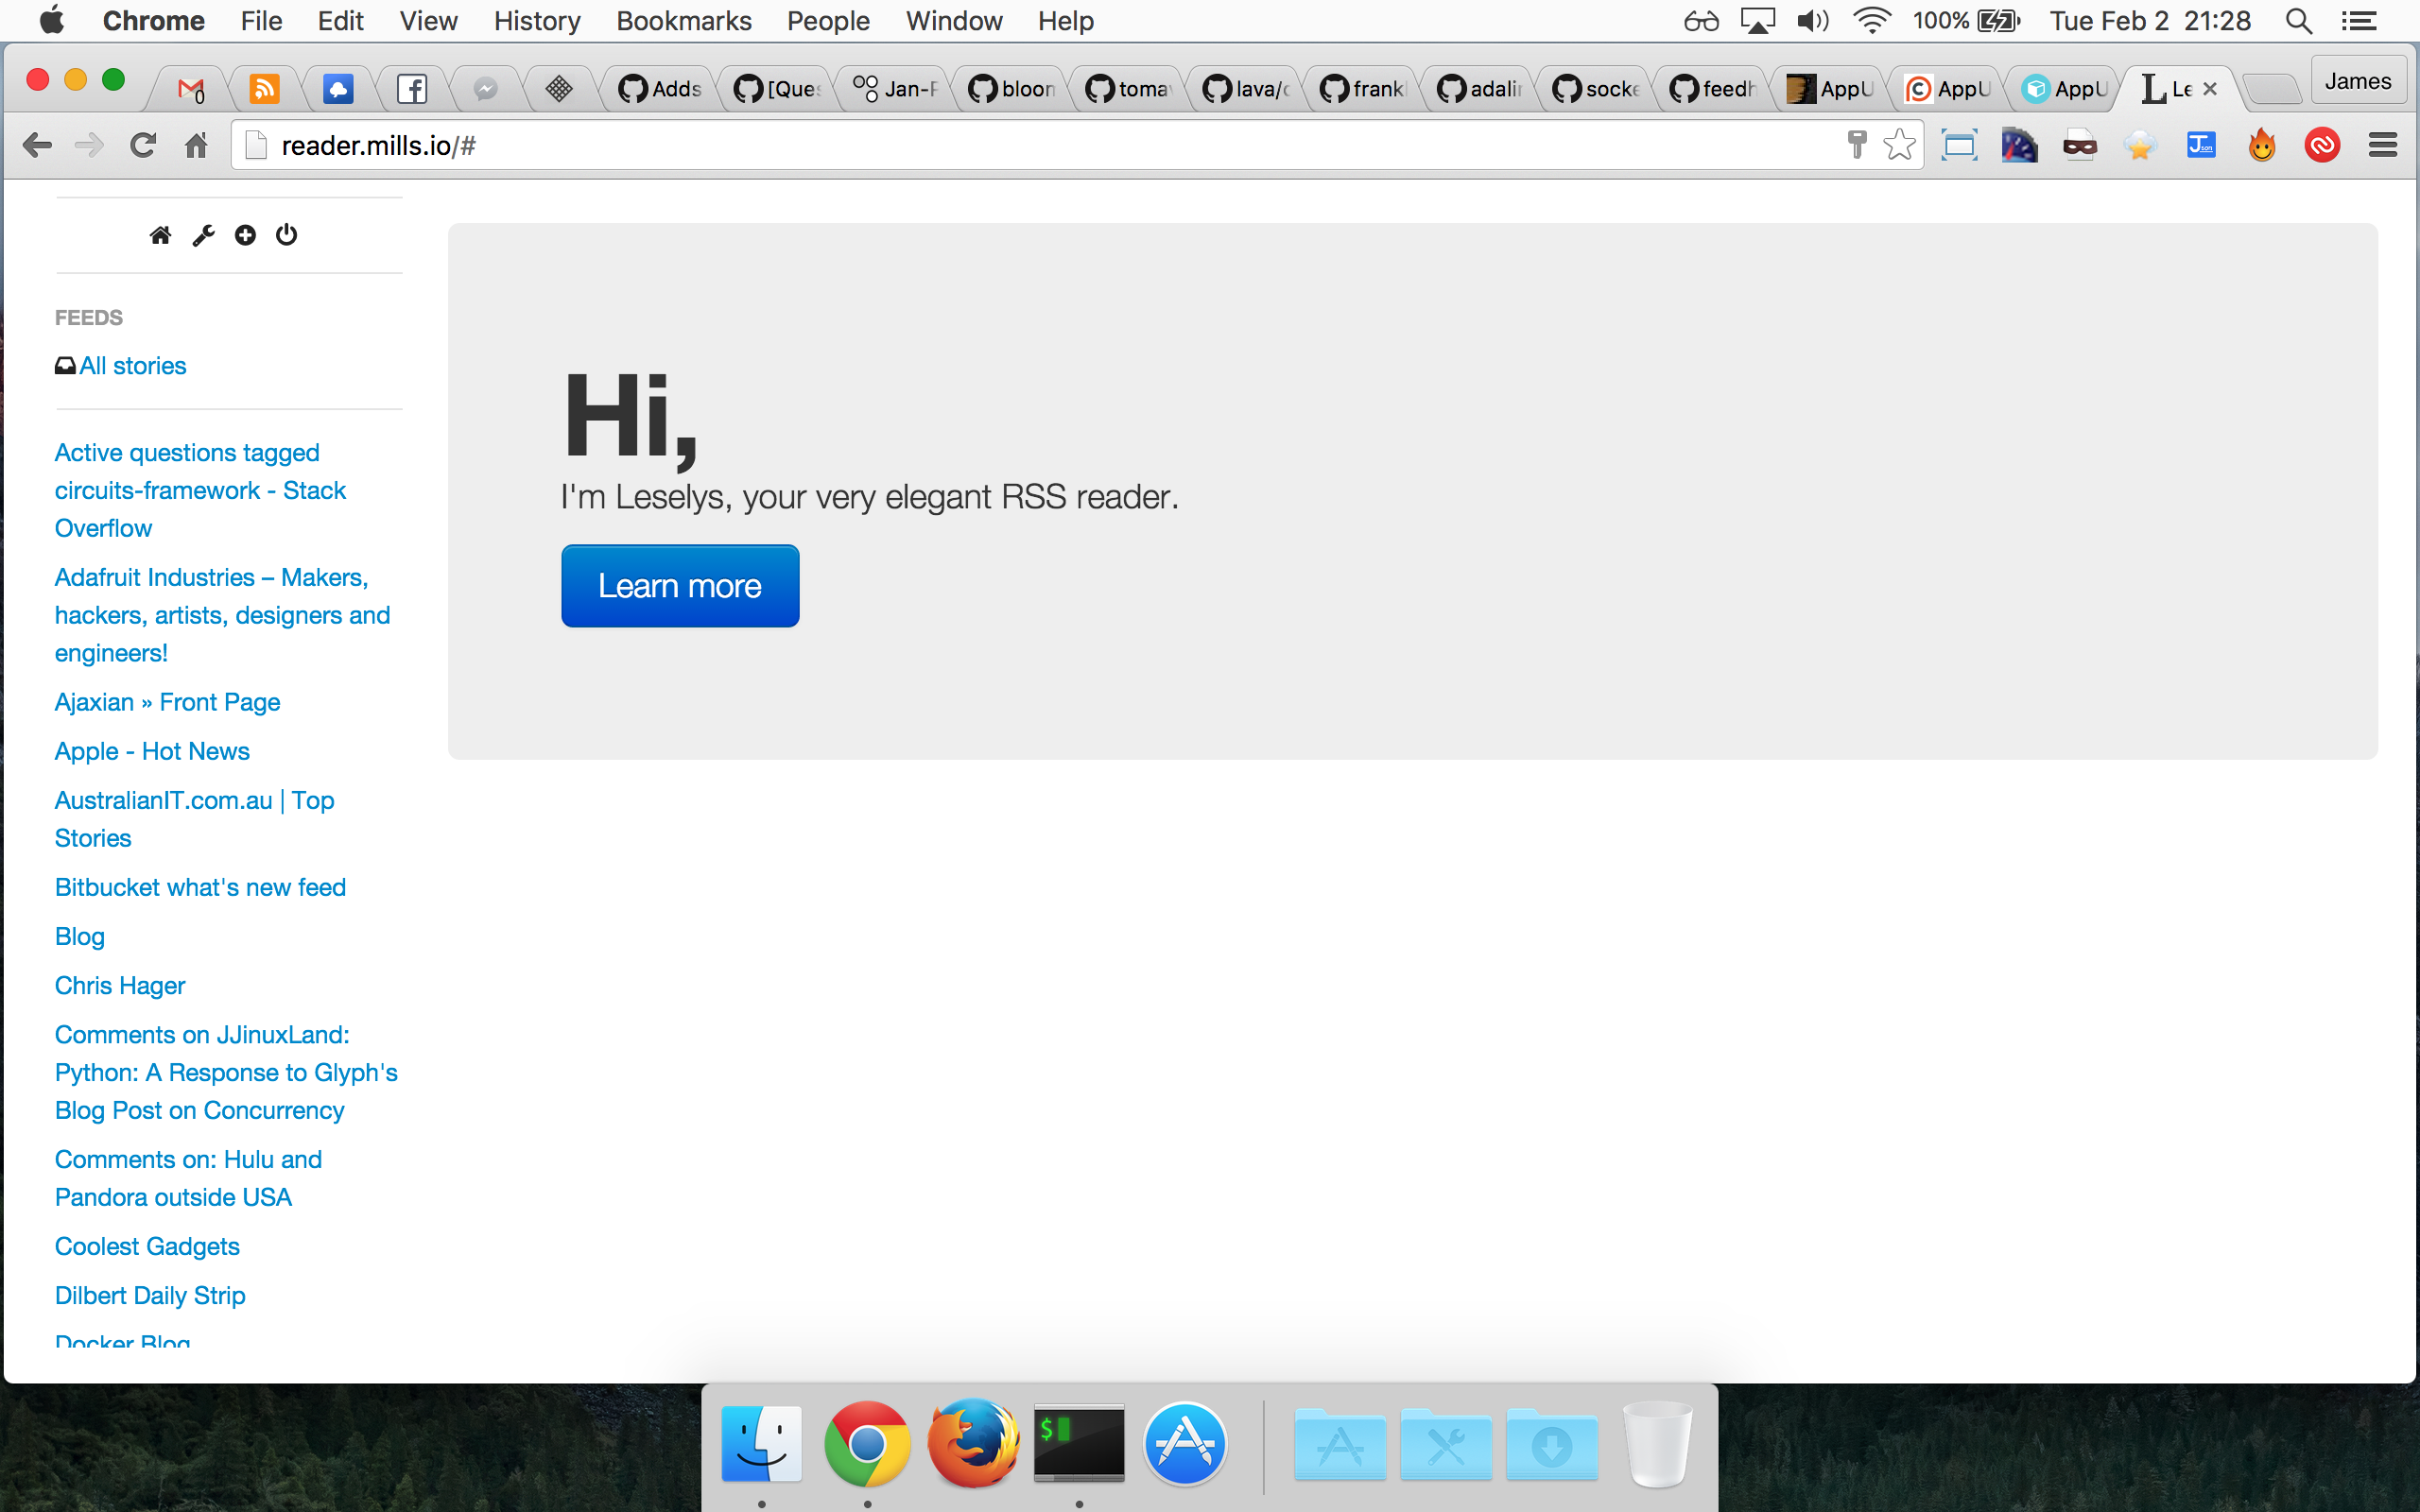 Chrome File Edit View History Bookmarks People Window Help 100% Tue Feb 2 21:28
0 Adds [Ques Jan-F bloon toma lava/c frank adali socke feedh AppU AppU AppU Le James
reader.mills.io/#
FEEDS
All stories
Active questions tagged
circuits-framework - Stack
Overflow
Adafruit Industries – Makers,
hackers, artists, designers and
engineers!
Ajaxian » Front Page
Apple - Hot News
AustralianIT.com.au | Top
Stories
Bitbucket what's new feed
Blog
Chris Hager
Comments on JJinuxLand:
Python: A Response to Glyph's
Blog Post on Concurrency
Comments on: Hulu and
Pandora outside USA
Coolest Gadgets
Dilbert Daily Strip
Docker Blog
Hi,
I'm Leselys, your very elegant RSS reader.
Learn more